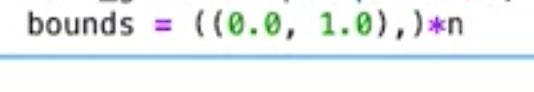 bounds = ((0.0, 1.0),)*n